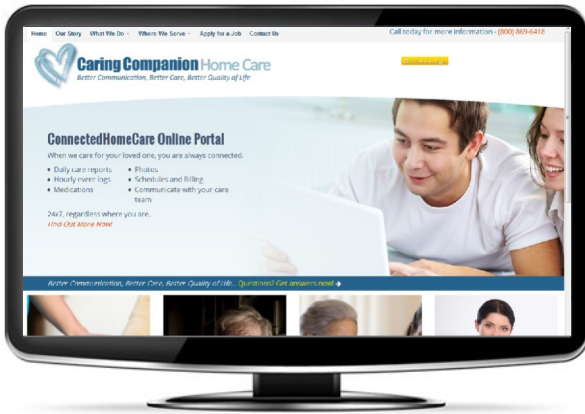 Home Our Story What We Do Where We Serve Apply for a Job Contact Us
Call today for more information - (800) 869-6418
Caring Companion Home Care
Better Communication, Better Care, Better Quality of Life
ConnectedHomeCare Online Portal
When we care for your loved one, you are always connected.
• Daily care reports
• Hourly event logs
• Medications
• Photos
• Schedules and Billing
• Communicate with your care
team
24x7, regardless where you are.
Find Out More Now!
Better Communication, Better Care, Better Quality of Life... Questions? Get answers now! →